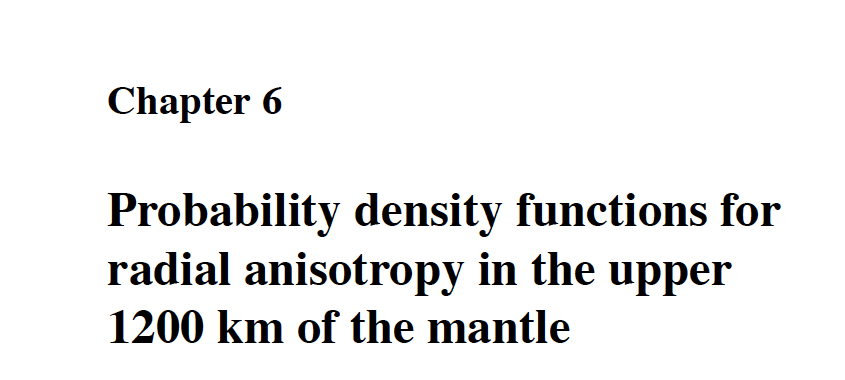 Chapter 6
Probability density functions for
radial anisotropy in the upper
1200 km of the mantle